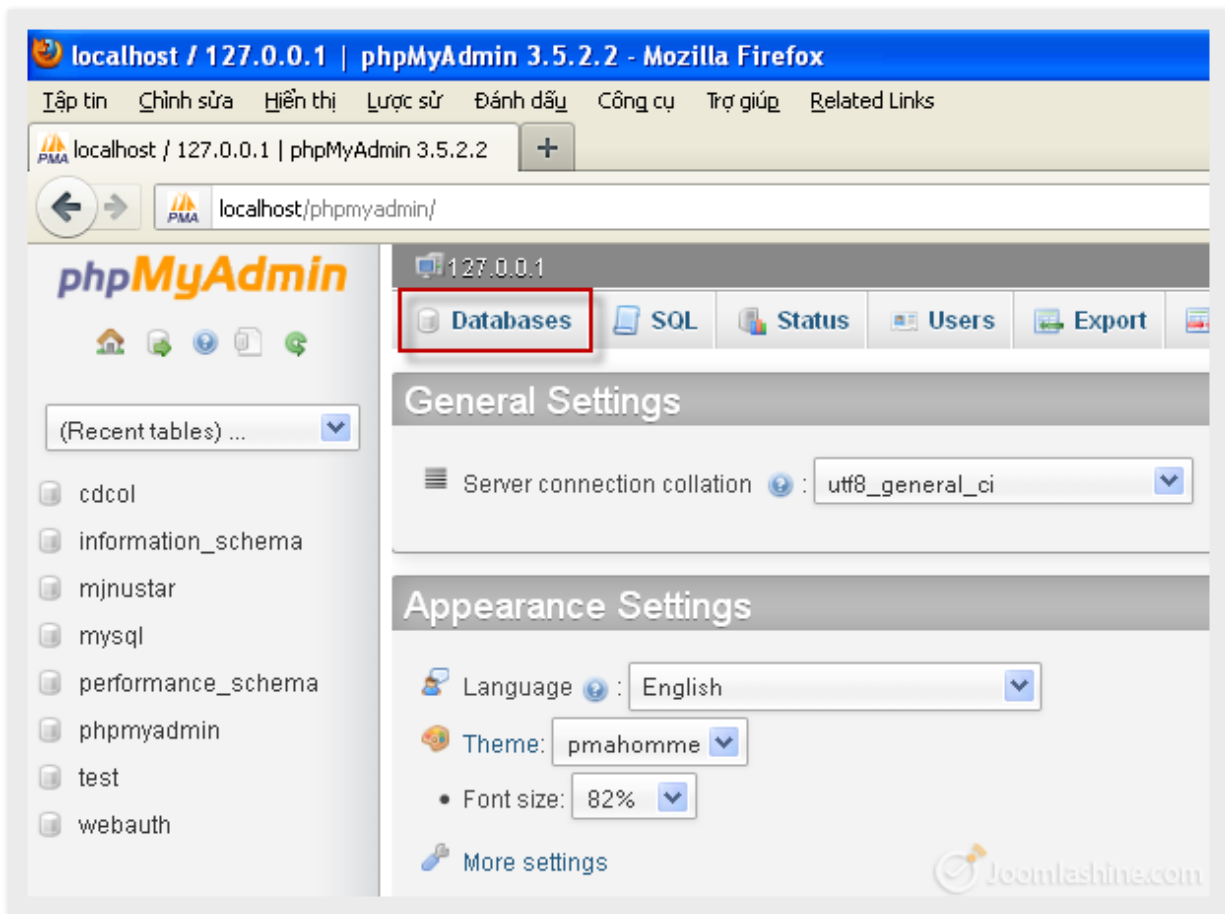 localhost / 127.0.0.1 | phpMyAdmin 3.5.2.2 - Mozilla Firefox
Tập tin Chỉnh sửa Hiển thị Lược sử Đánh dấu Công cụ Trợ giúp Related Links
PMA localhost / 127.0.0.1 | phpMyAdmin 3.5.2.2 +
PMA localhost/phpmyadmin/
phpMyAdmin
(Recent tables) ...
cdcol
information_schema
mjnustar
mysql
performance_schema
phpmyadmin
test
webauth
127.0.0.1
Databases SQL Status Users Export
General Settings
Server connection collation : utf8_general_ci
Appearance Settings
Language : English
Theme: pmahomme
• Font size: 82%
More settings
Joomlashine.com